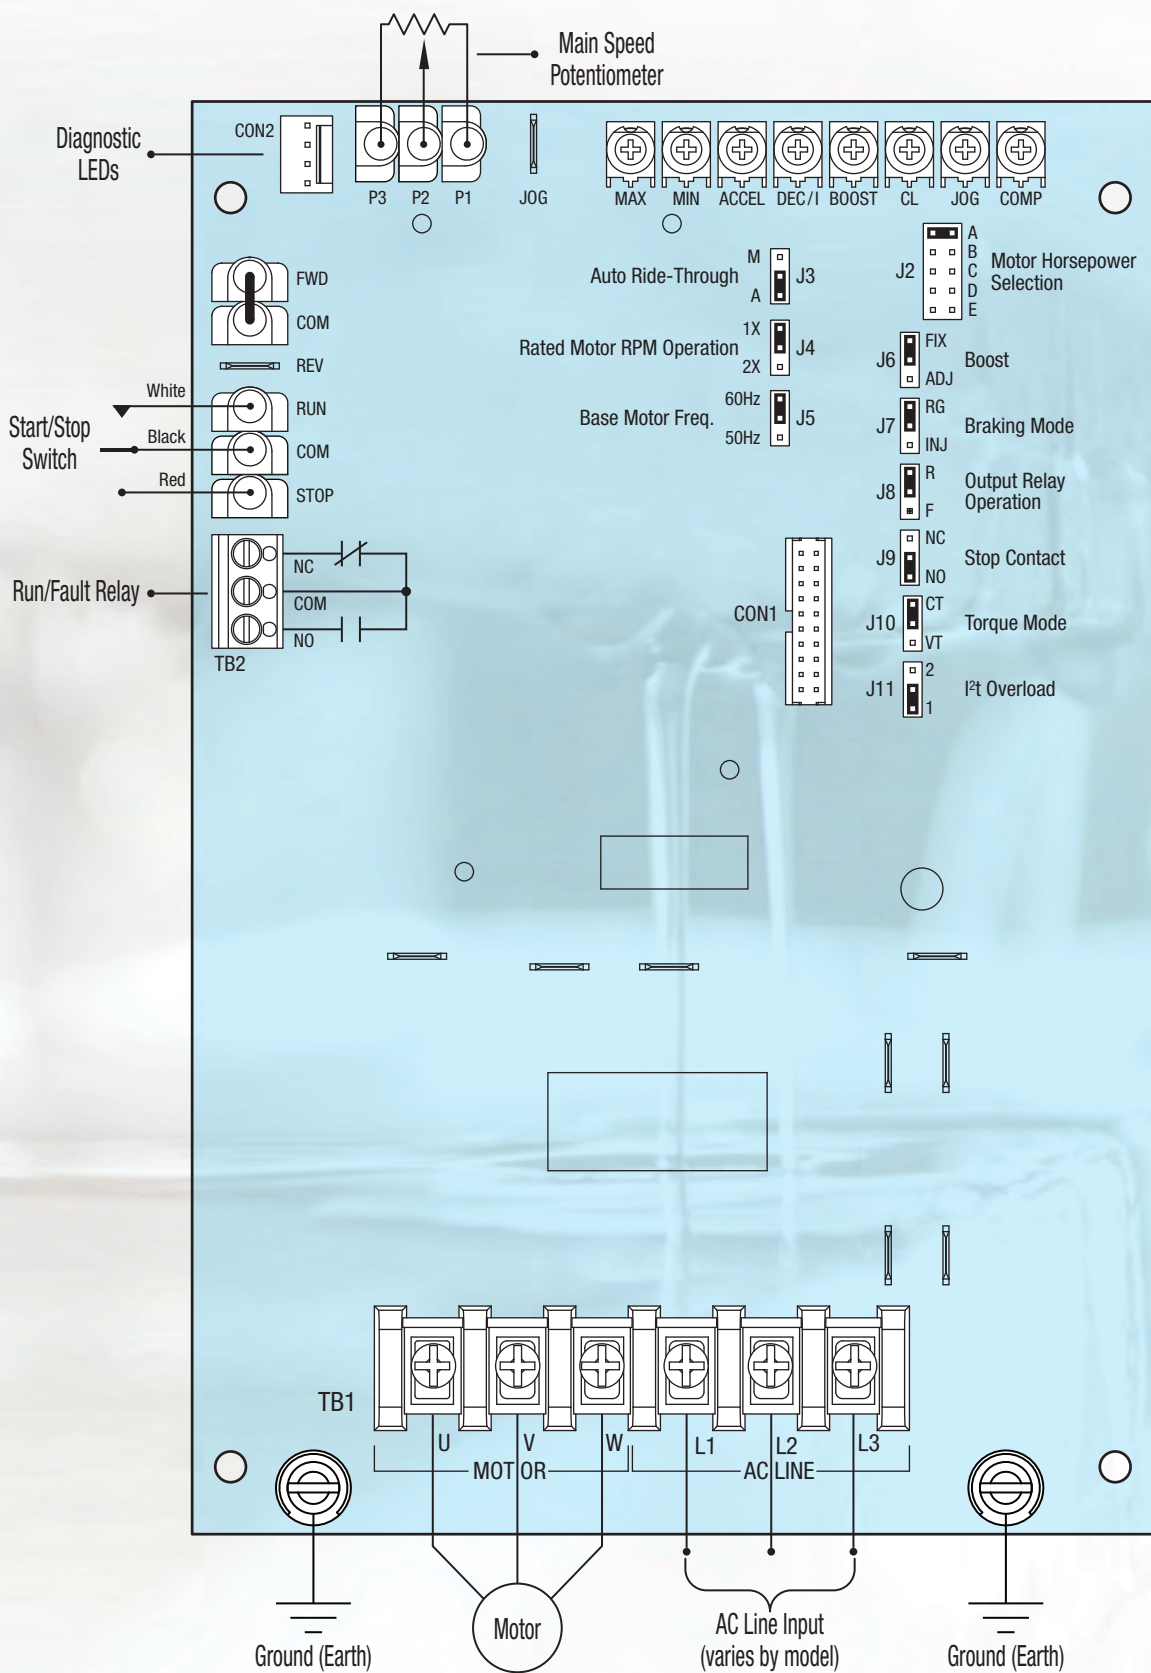 Main Speed
Potentiometer
Diagnostic
LEDs
CON2
P3 P2 P1 JOG
MAX MIN ACCEL DEC/I BOOST CL JOG COMP
FWD
COM
REV
White
RUN
Start/Stop
Switch
Black
COM
Red
STOP
Run/Fault Relay
NC
COM
NO
TB2
Auto Ride-Through
M
A
J3
Rated Motor RPM Operation
1X
2X
J4
Base Motor Freq.
60Hz
50Hz
J5
J2
A
B
C
D
E
Motor Horsepower
Selection
J6
FIX
ADJ
Boost
J7
RG
INJ
Braking Mode
J8
R
F
Output Relay
Operation
J9
NC
NO
Stop Contact
J10
CT
VT
Torque Mode
J11
2
1
I²t Overload
CON1
TB1
U V W L1 L2 L3
MOTOR AC LINE
Motor
AC Line Input
(varies by model)
Ground (Earth)
Ground (Earth)